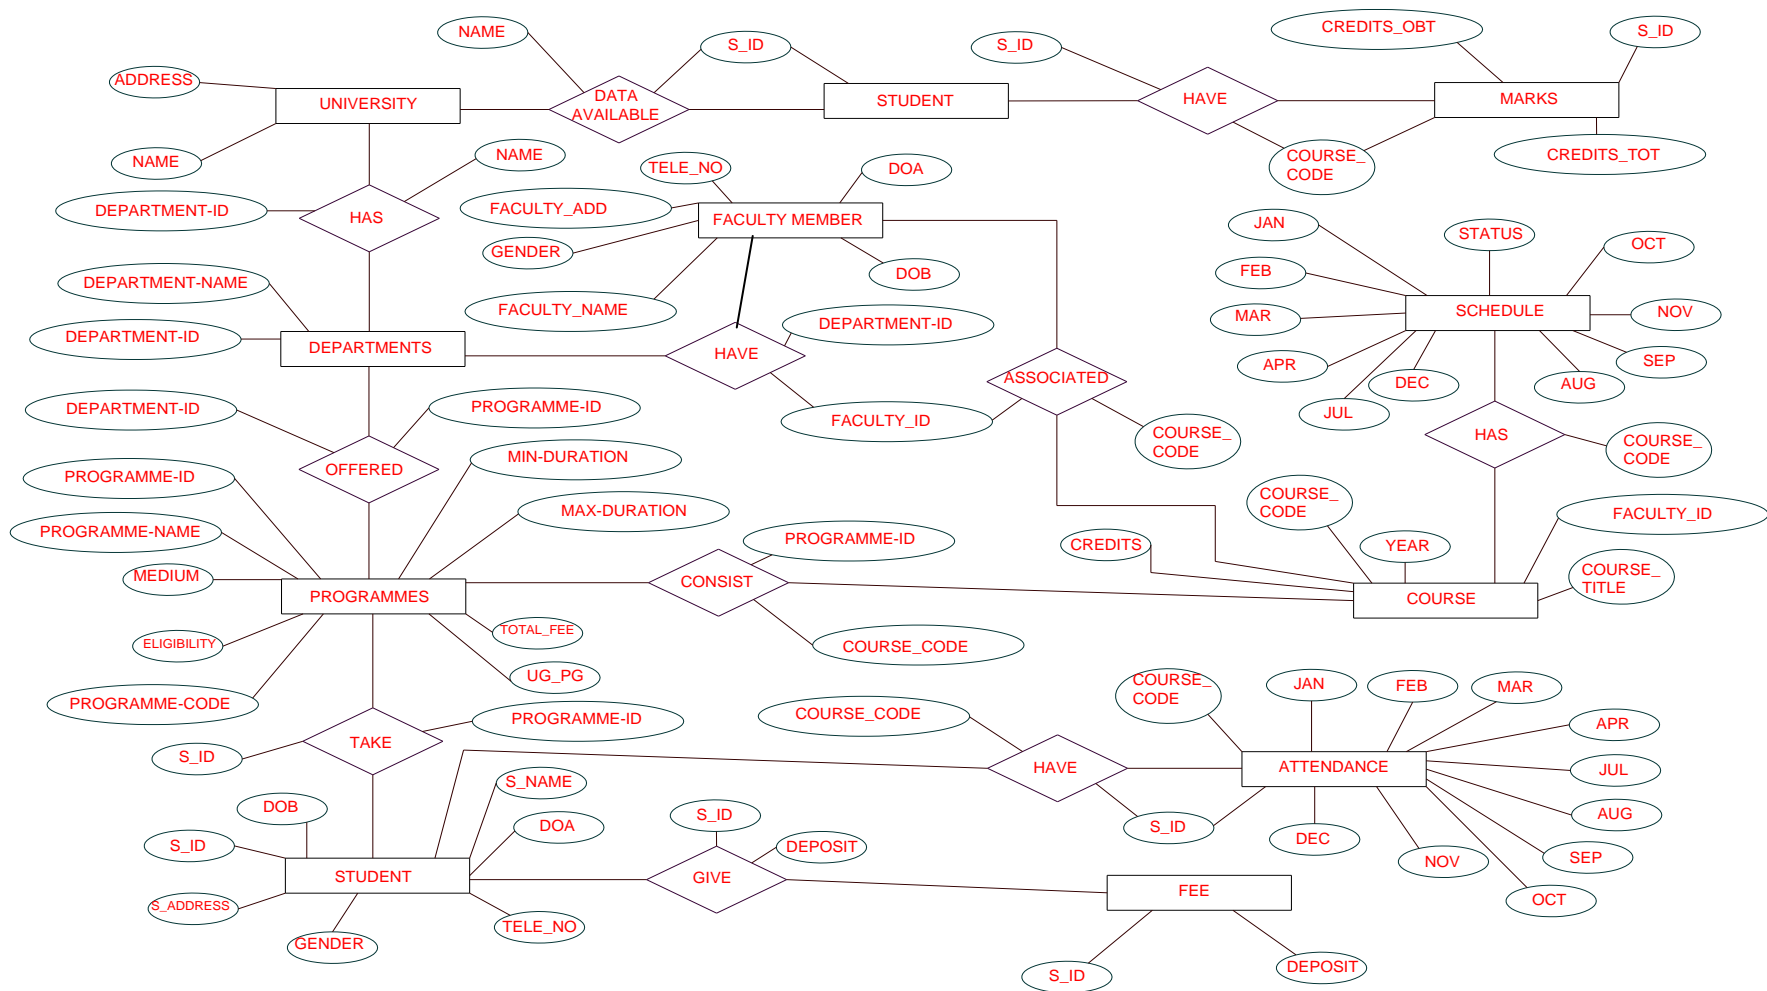 NAME
S_ID
S_ID
CREDITS_OBT
S_ID
ADDRESS
UNIVERSITY
DATA
AVAILABLE
STUDENT
HAVE
MARKS
NAME
NAME
TELE_NO
DOA
COURSE_
CODE
CREDITS_TOT
DEPARTMENT-ID
HAS
FACULTY_ADD
FACULTY MEMBER
GENDER
DOB
FACULTY_NAME
JAN
STATUS
OCT
FEB
MAR
SCHEDULE
NOV
APR
DEC
JUL
AUG
SEP
DEPARTMENT-NAME
DEPARTMENT-ID
DEPARTMENTS
HAVE
DEPARTMENT-ID
ASSOCIATED
FACULTY_ID
COURSE_
CODE
HAS
COURSE_
CODE
DEPARTMENT-ID
PROGRAMME-ID
OFFERED
MIN-DURATION
PROGRAMME-ID
MAX-DURATION
PROGRAMME-NAME
MEDIUM
PROGRAMMES
PROGRAMME-ID
CONSIST
COURSE_CODE
CREDITS
COURSE_
CODE
YEAR
FACULTY_ID
COURSE
COURSE_
TITLE
ELIGIBILITY
TOTAL_FEE
UG_PG
PROGRAMME-CODE
PROGRAMME-ID
TAKE
S_ID
COURSE_CODE
HAVE
S_ID
COURSE_
CODE
JAN
FEB
MAR
APR
ATTENDANCE
JUL
AUG
SEP
OCT
NOV
DEC
DOB
S_NAME
DOA
S_ID
STUDENT
S_ADDRESS
GENDER
TELE_NO
S_ID
DEPOSIT
GIVE
FEE
S_ID
DEPOSIT